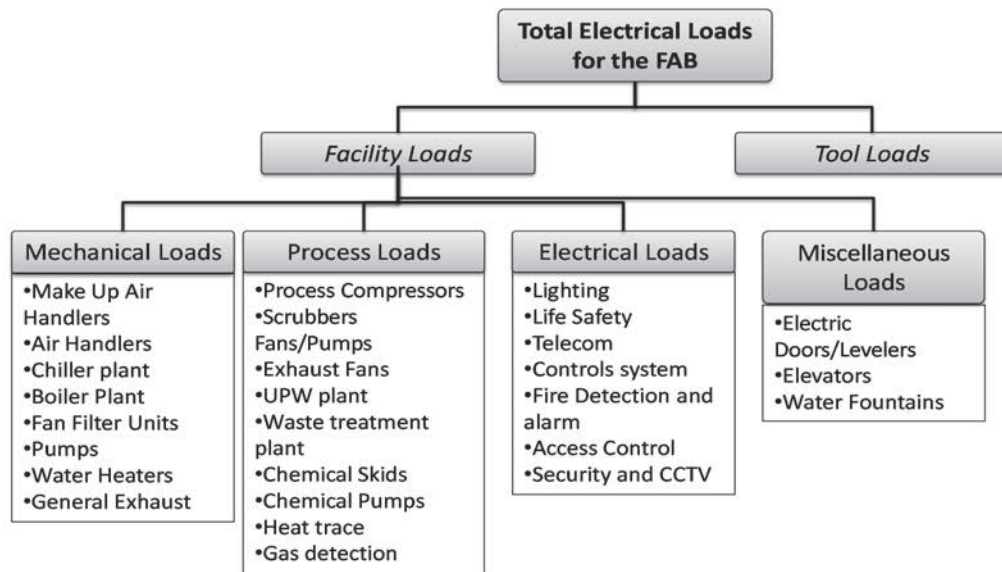 Total Electrical Loads
for the FAB
Facility Loads
Tool Loads
Mechanical Loads
•Make Up Air
Handlers
•Air Handlers
•Chiller plant
•Boiler Plant
•Fan Filter Units
•Pumps
•Water Heaters
•General Exhaust
Process Loads
•Process Compressors
•Scrubbers
Fans/Pumps
•Exhaust Fans
•UPW plant
•Waste treatment
plant
•Chemical Skids
•Chemical Pumps
•Heat trace
•Gas detection
Electrical Loads
•Lighting
•Life Safety
•Telecom
•Controls system
•Fire Detection and
alarm
•Access Control
•Security and CCTV
Miscellaneous
Loads
•Electric
Doors/Levelers
•Elevators
•Water Fountains